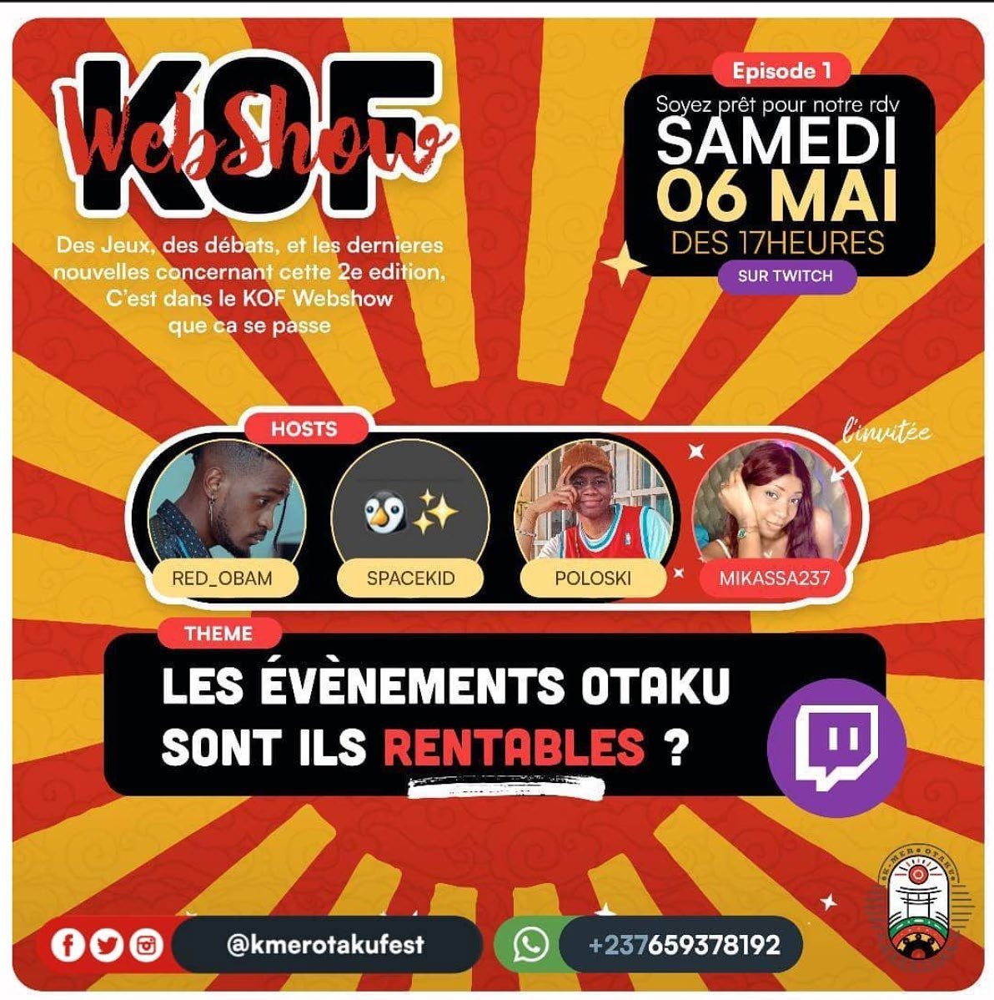 KOF
WebShow
Des Jeux, des débats, et les dernieres
nouvelles concernant cette 2e edition,
C'est dans le KOF Webshow
que ca se passe
Episode 1
Soyez prêt pour notre rdv
SAMEDI
06 MAI
DES 17HEURES
SUR TWITCH
HOSTS
l'invitée
RED_OBAM
SPACEKID
POLOSKI
MIKASSA237
THEME
LES ÉVÈNEMENTS OTAKU
SONT ILS RENTABLES ?
K-MER OTAKU
@kmerotakufest
+237659378192